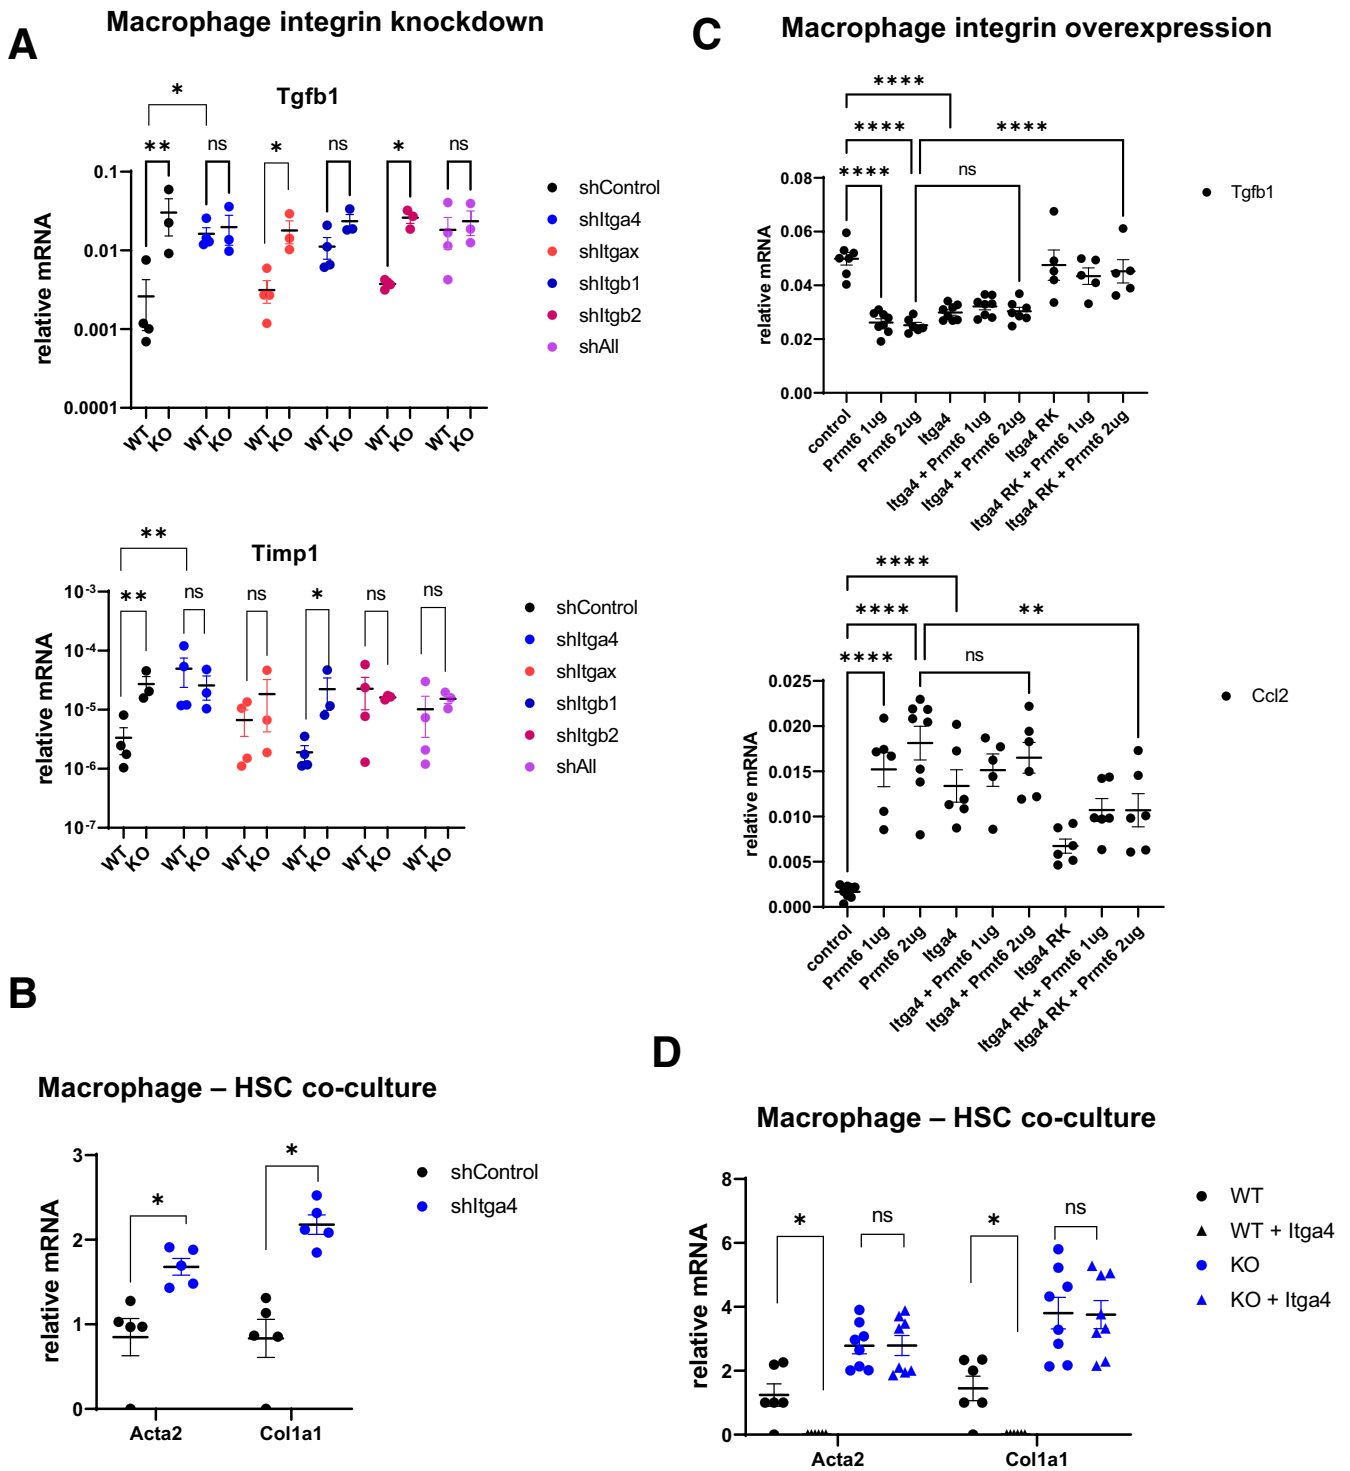 A
Macrophage integrin knockdown
Tgfb1
*
**
ns
*
ns
*
ns
relative mRNA
0.1
0.01
0.001
0.0001
WT KO WT KO WT KO WT KO WT KO WT KO
shControl
shItga4
shItgax
shItgb1
shItgb2
shAll
Timp1
**
**
ns
ns
*
ns
ns
relative mRNA
10-3
10-4
10-5
10-6
10-7
WT KO WT KO WT KO WT KO WT KO WT KO
shControl
shItga4
shItgax
shItgb1
shItgb2
shAll
B
Macrophage – HSC co-culture
*
*
relative mRNA
3
2
1
0
Acta2
Col1a1
shControl
shItga4
C
Macrophage integrin overexpression
****
****
****
****
ns
relative mRNA
0.08
0.06
0.04
0.02
0.00
control
Prmt6 1ug
Prmt6 2ug
Itga4
Itga4 + Prmt6 1ug
Itga4 + Prmt6 2ug
Itga4 RK
Itga4 RK + Prmt6 1ug
Itga4 RK + Prmt6 2ug
Tgfb1
****
****
**
****
ns
relative mRNA
0.025
0.020
0.015
0.010
0.005
0.000
control
Prmt6 1ug
Prmt6 2ug
Itga4
Itga4 + Prmt6 1ug
Itga4 + Prmt6 2ug
Itga4 RK
Itga4 RK + Prmt6 1ug
Itga4 RK + Prmt6 2ug
Ccl2
D
Macrophage – HSC co-culture
*
ns
*
ns
relative mRNA
8
6
4
2
0
Acta2
Col1a1
WT
WT + Itga4
KO
KO + Itga4